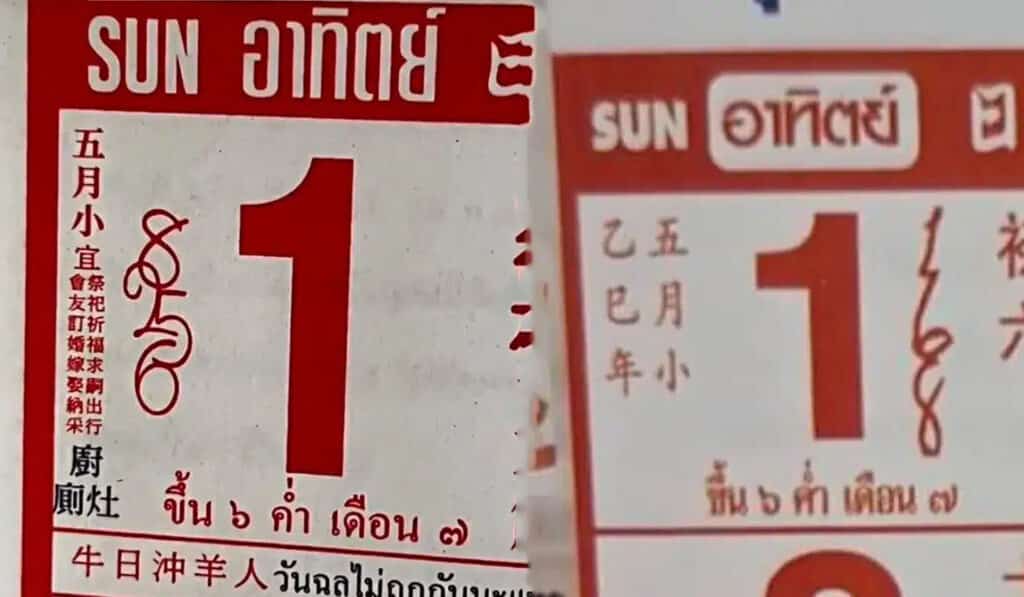 SUN อาทิตย์
五月小
宜
祭祀祈福求嗣出行
會友訂婚嫁娶納采
廚灶
廁
1
ขึ้น ๖ ค่ำ เดือน ๗
牛日沖羊人
SUN อาทิตย์ 日
五月小
乙巳年
1
ขึ้น ๖ ค่ำ เดือน ๗